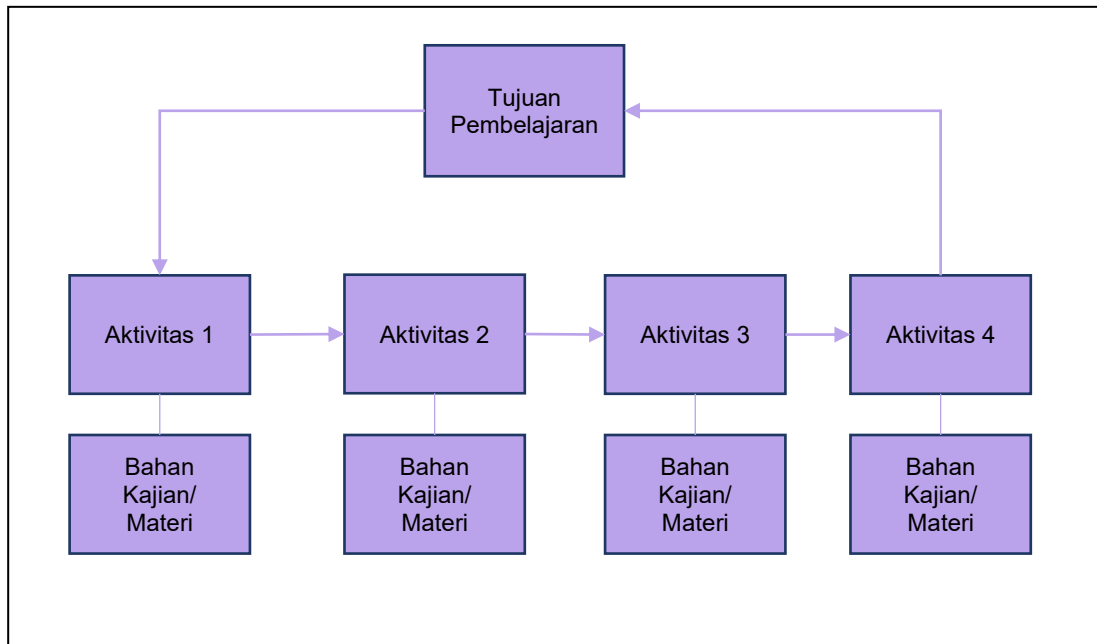 Tujuan
Pembelajaran
Aktivitas 1
Aktivitas 2
Aktivitas 3
Aktivitas 4
Bahan
Kajian/
Materi
Bahan
Kajian/
Materi
Bahan
Kajian/
Materi
Bahan
Kajian/
Materi